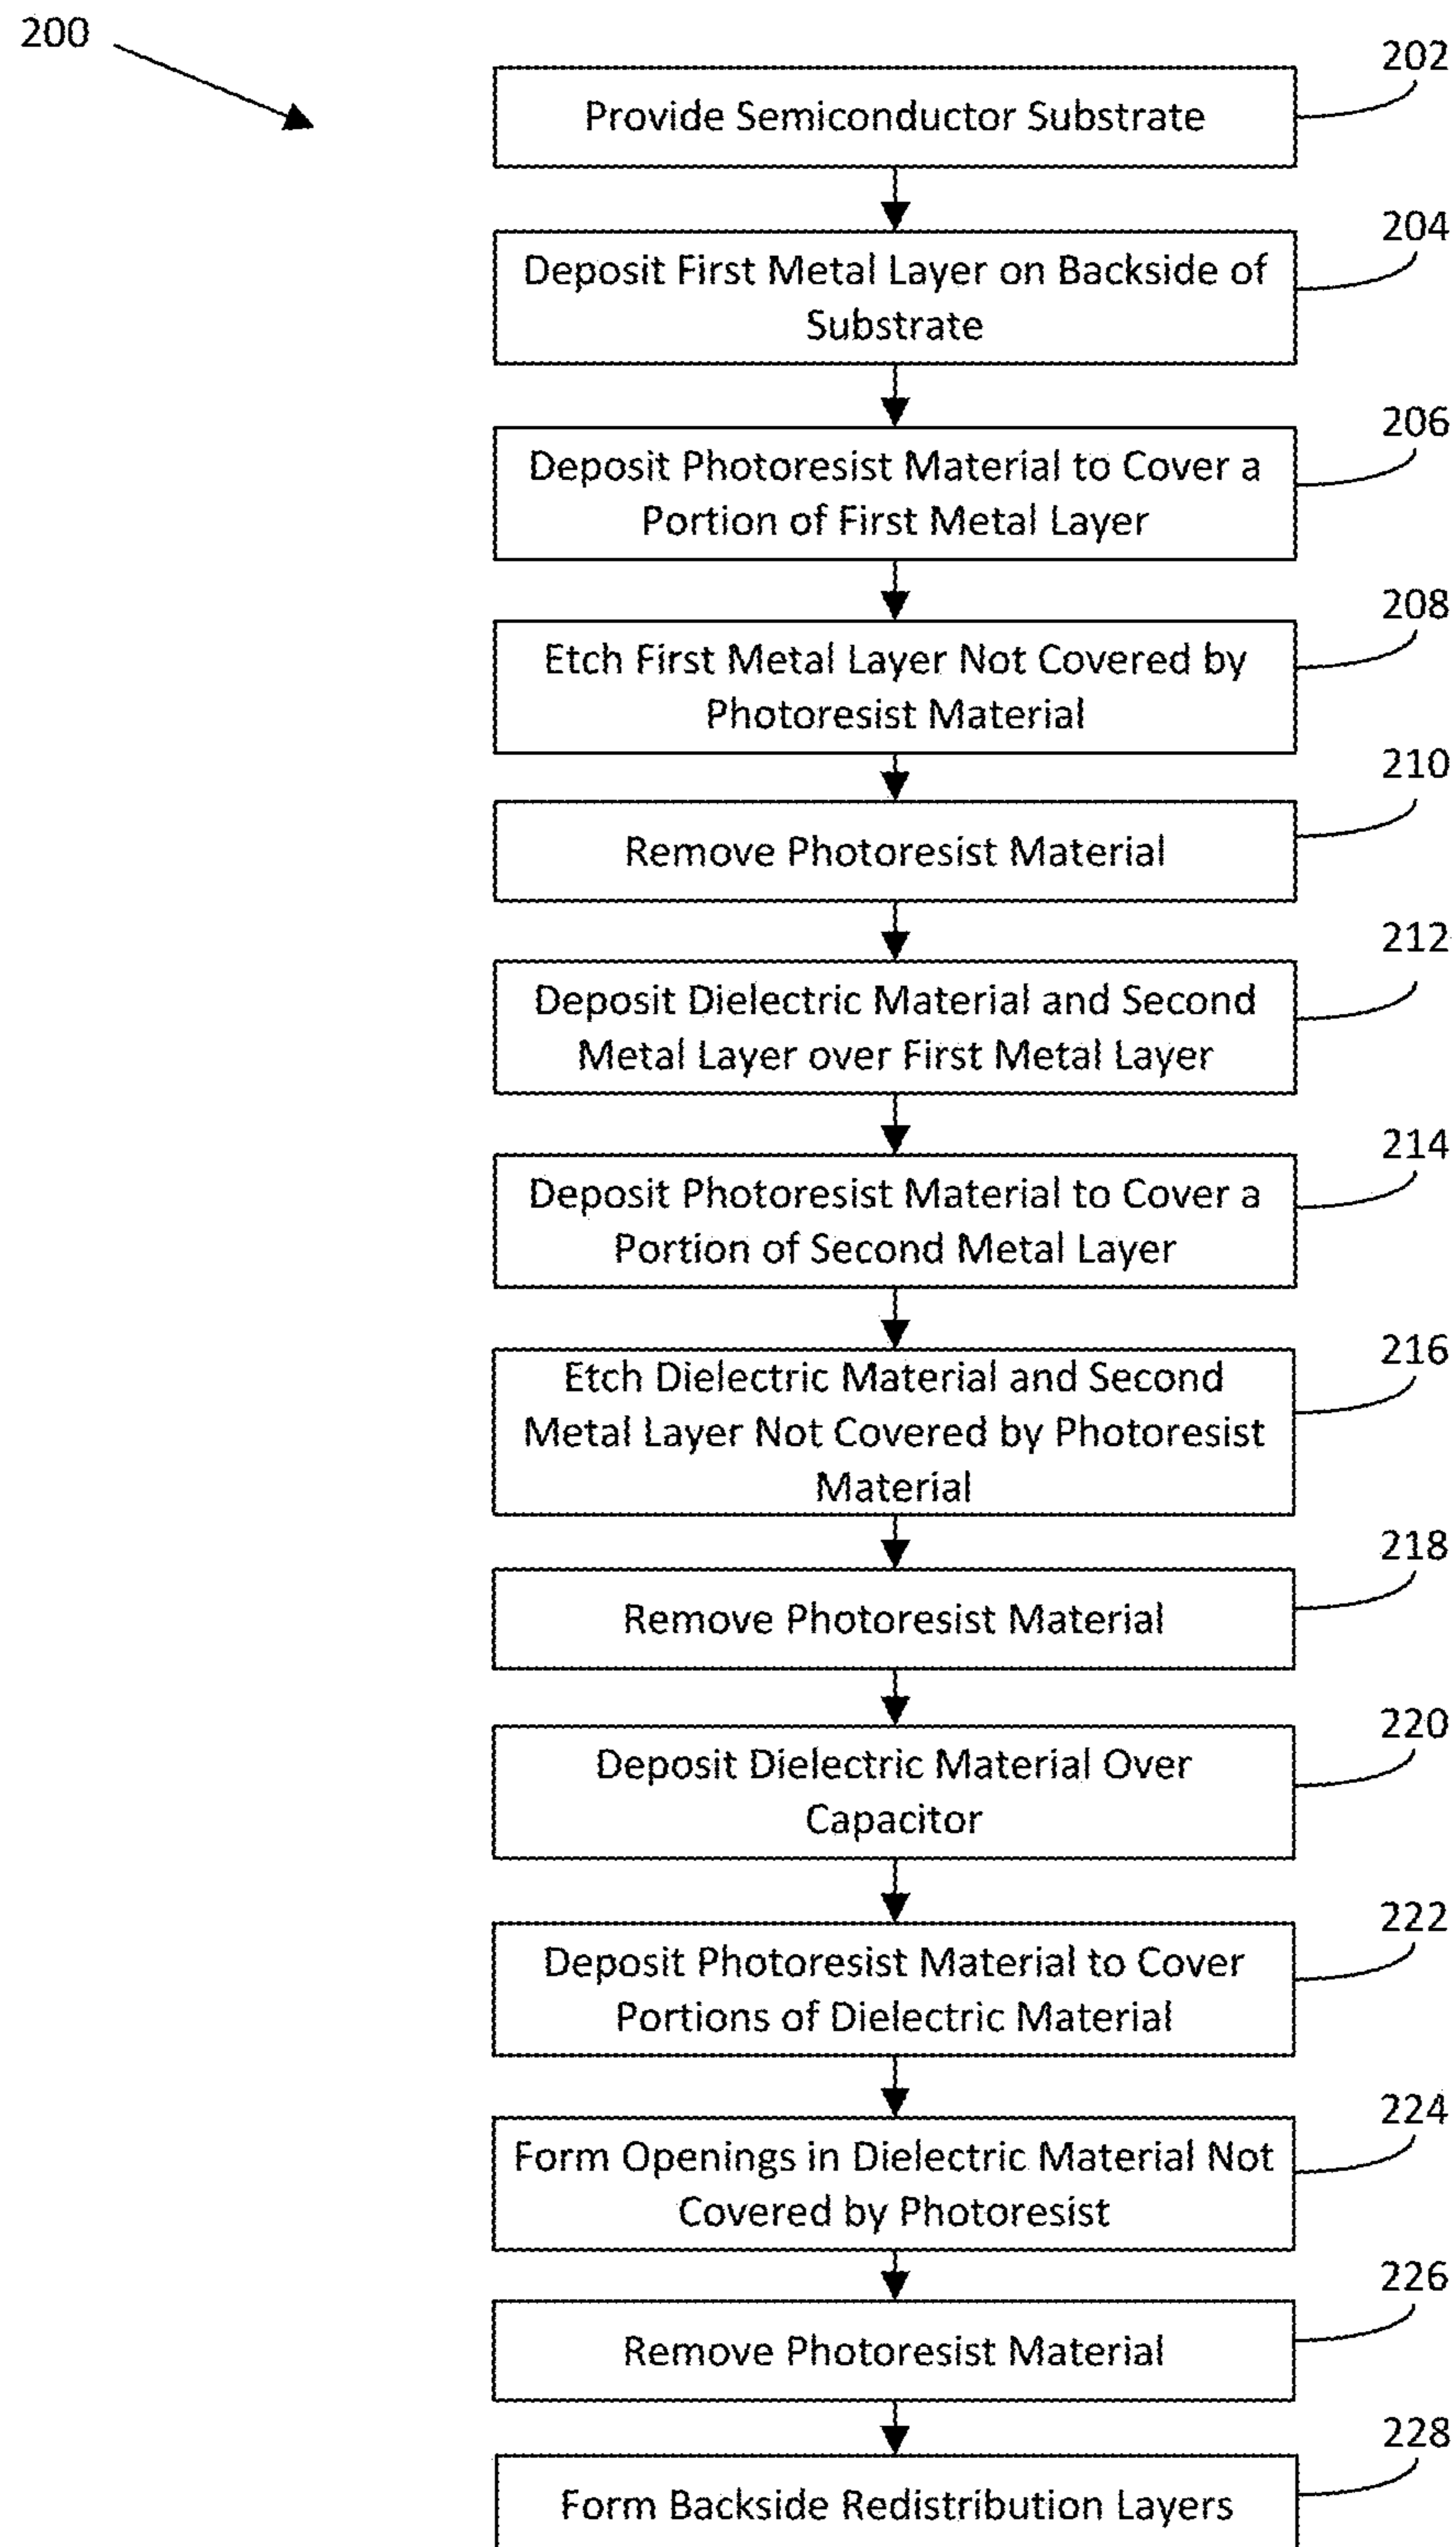 200
202
Provide Semiconductor Substrate
204
Deposit First Metal Layer on Backside of
Substrate
206
Deposit Photoresist Material to Cover a
Portion of First Metal Layer
208
Etch First Metal Layer Not Covered by
Photoresist Material
210
Remove Photoresist Material
212
Deposit Dielectric Material and Second
Metal Layer over First Metal Layer
214
Deposit Photoresist Material to Cover a
Portion of Second Metal Layer
216
Etch Dielectric Material and Second
Metal Layer Not Covered by Photoresist
Material
218
Remove Photoresist Material
220
Deposit Dielectric Material Over
Capacitor
222
Deposit Photoresist Material to Cover
Portions of Dielectric Material
224
Form Openings in Dielectric Material Not
Covered by Photoresist
226
Remove Photoresist Material
228
Form Backside Redistribution Layers